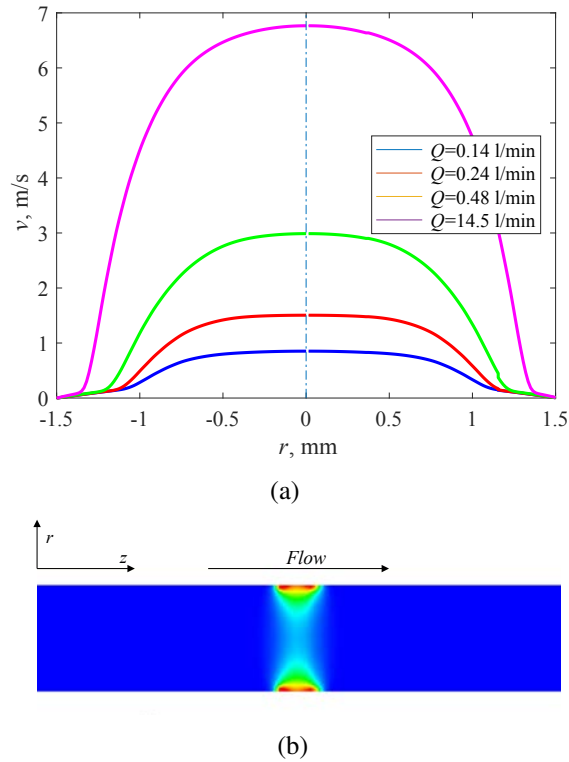 7
6
5
4
3
2
1
0
v, m/s
Q=0.14 l/min
Q=0.24 l/min
Q=0.48 l/min
Q=14.5 l/min
-1.5 -1 -0.5 0 0.5 1 1.5
r, mm
(a)
r
z
Flow
(b)